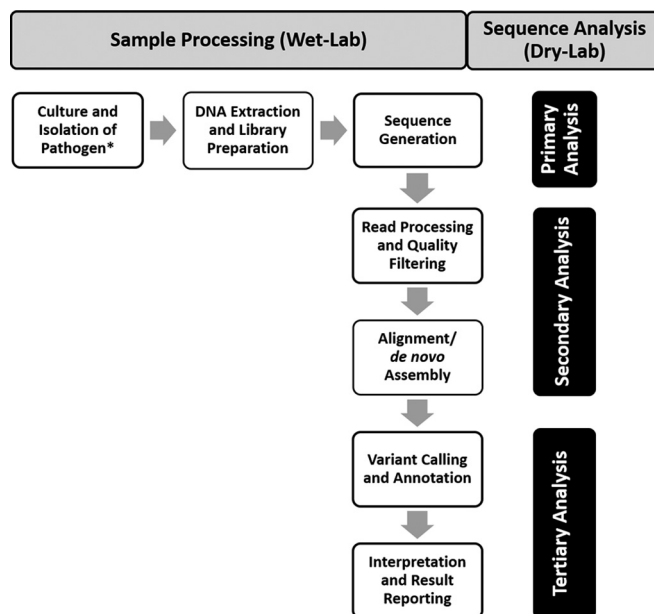 Sample Processing (Wet-Lab)
Sequence Analysis
(Dry-Lab)
Culture and
Isolation of
Pathogen*
DNA Extraction
and Library
Preparation
Sequence
Generation
Primary
Analysis
Read Processing
and Quality
Filtering
Alignment/
de novo
Assembly
Secondary Analysis
Variant Calling
and Annotation
Interpretation
and Result
Reporting
Tertiary Analysis